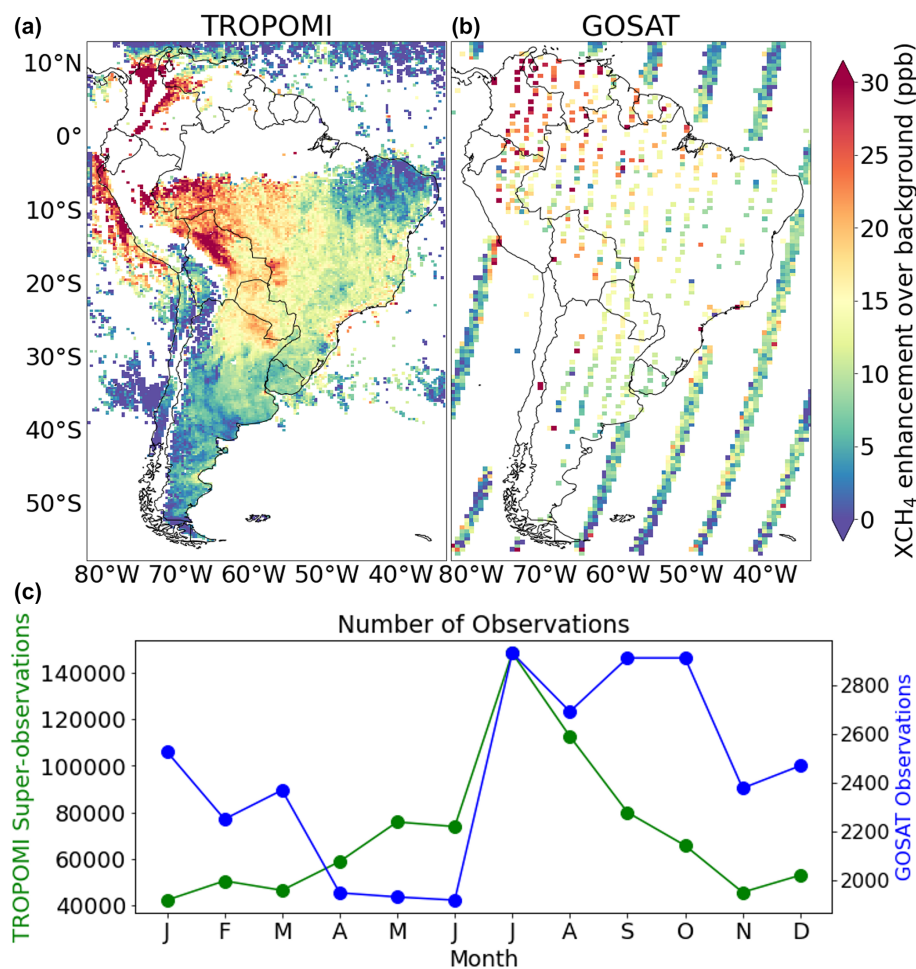 (a) TROPOMI (b) GOSAT
10°N
0°
10°S
20°S
30°S
40°S
50°S
80°W 70°W 60°W 50°W 40°W 80°W 70°W 60°W 50°W 40°W
30
25
20
15
10
5
0
XCH₄ enhancement over background (ppb)
(c)
Number of Observations
TROPOMI Super-observations
140000
120000
100000
80000
60000
40000
2800
2600
2400
2200
2000
GOSAT Observations
J F M A M J J A S O N D
Month